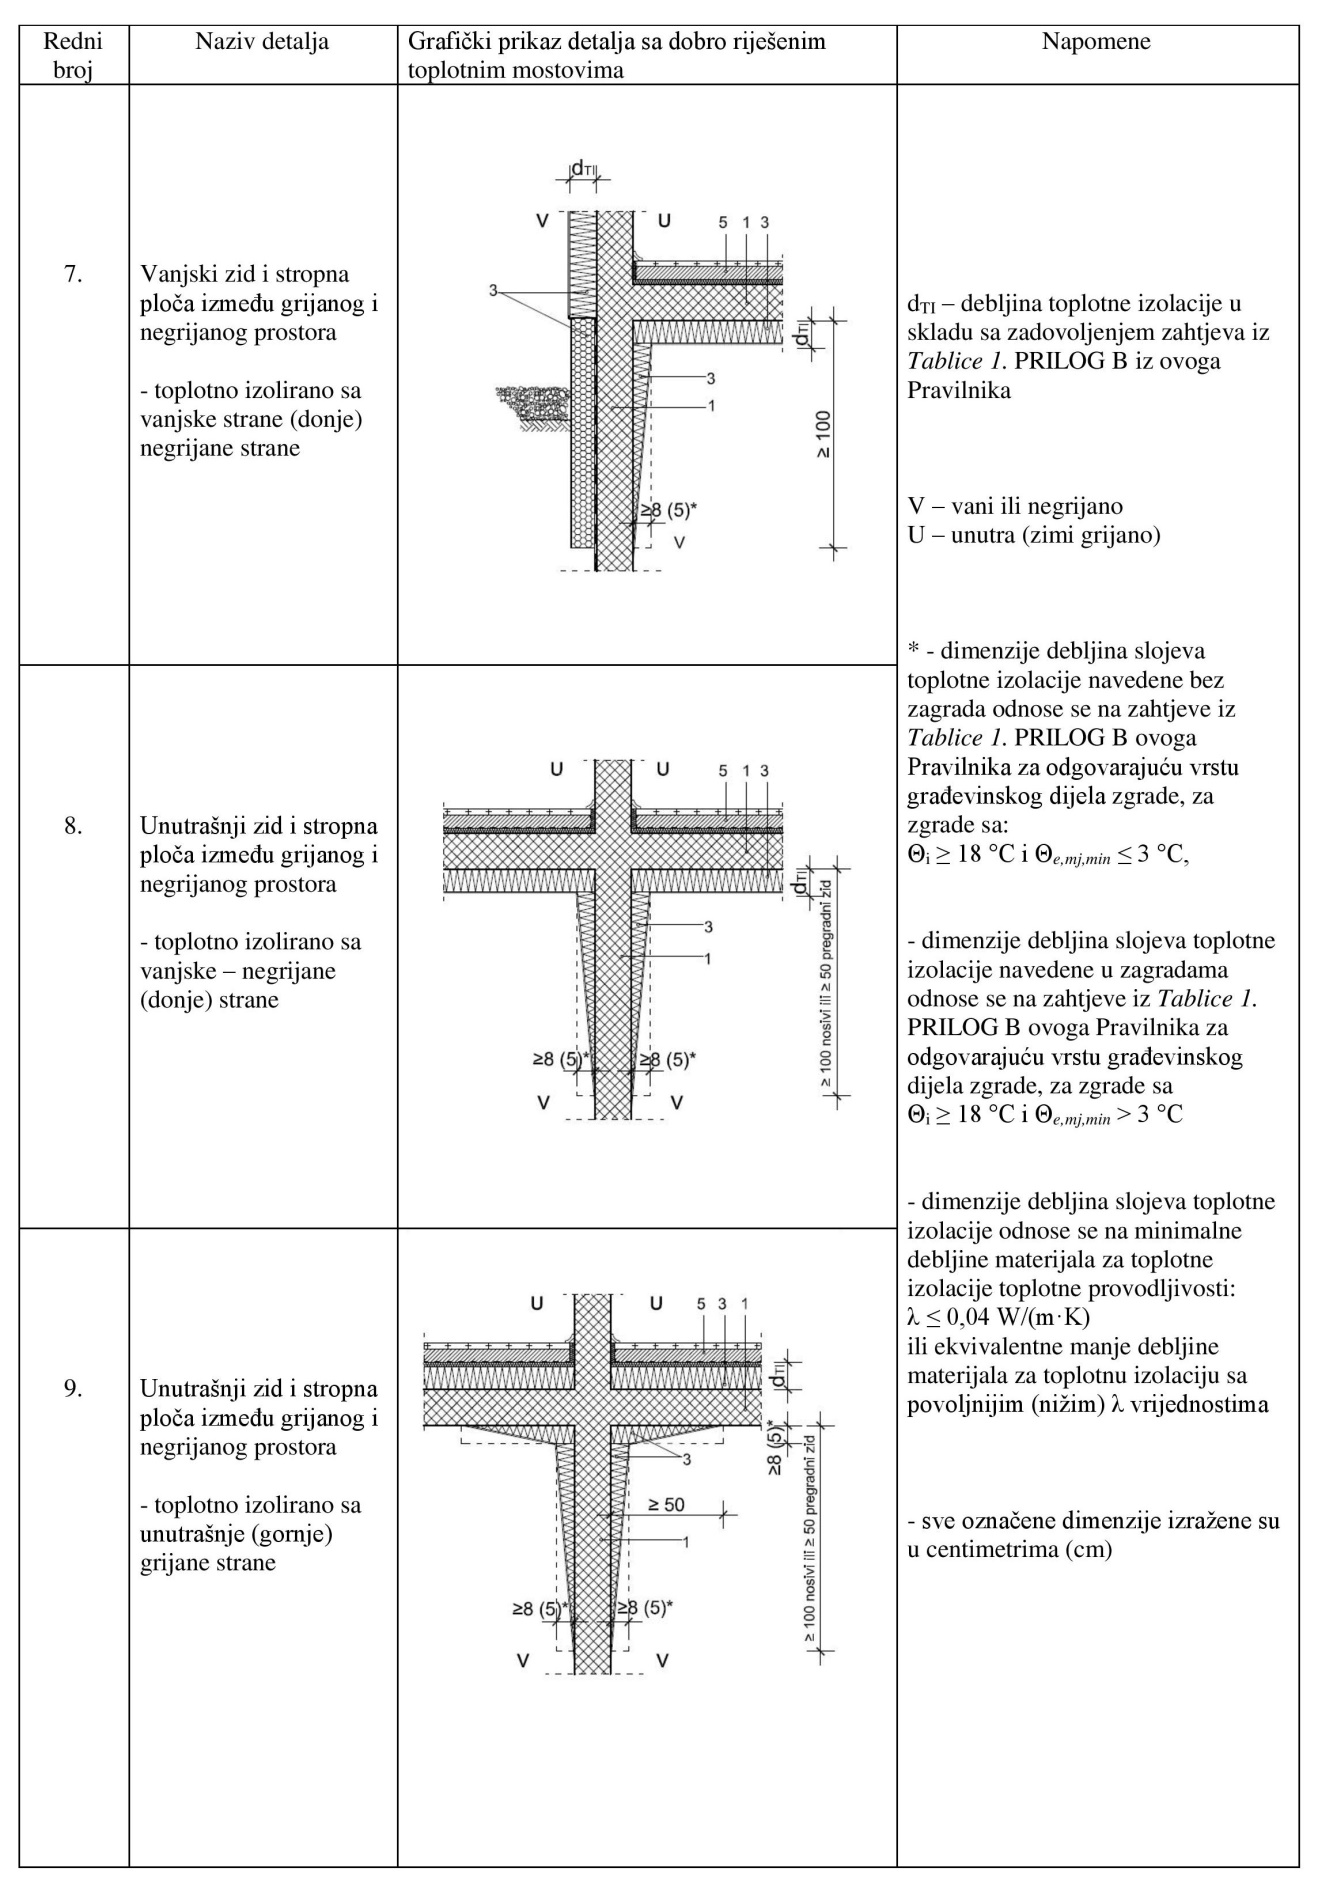 Redni
broj
Naziv detalja
Grafički prikaz detalja sa dobro riješenim
toplotnim mostovima
Napomene
7.
Vanjski zid i stropna
ploča između grijanog i
negrijanog prostora
- toplotno izolirano sa
vanjske strane (donje)
negrijane strane
dTI
V
U
5 1 3
3
dTI
3
1
≥ 100
≥8 (5)*
V
8.
Unutrašnji zid i stropna
ploča između grijanog i
negrijanog prostora
- toplotno izolirano sa
vanjske – negrijane
(donje) strane
U
U
5 1 3
dTI
3
1
≥ 100 nosivi ili ≥ 50 pregradni zid
≥8 (5)*
≥8 (5)*
V
V
9.
Unutrašnji zid i stropna
ploča između grijanog i
negrijanog prostora
- toplotno izolirano sa
unutrašnje (gornje)
grijane strane
U
U
5 3 1
dTI
≥8 (5)*
3
≥ 50
1
≥ 100 nosivi ili ≥ 50 pregradni zid
≥8 (5)*
≥8 (5)*
V
V
dTI – debljina toplotne izolacije u
skladu sa zadovoljenjem zahtjeva iz
Tablice 1. PRILOG B iz ovoga
Pravilnika
V – vani ili negrijano
U – unutra (zimi grijano)
* - dimenzije debljina slojeva
toplotne izolacije navedene bez
zagrada odnose se na zahtjeve iz
Tablice 1. PRILOG B ovoga
Pravilnika za odgovarajuću vrstu
građevinskog dijela zgrade, za
zgrade sa:
Θi ≥ 18 °C i Θe,mj,min ≤ 3 °C,
- dimenzije debljina slojeva toplotne
izolacije navedene u zagradama
odnose se na zahtjeve iz Tablice 1.
PRILOG B ovoga Pravilnika za
odgovarajuću vrstu građevinskog
dijela zgrade, za zgrade sa
Θi ≥ 18 °C i Θe,mj,min > 3 °C
- dimenzije debljina slojeva toplotne
izolacije odnose se na minimalne
debljine materijala za toplotne
izolacije toplotne provodljivosti:
λ ≤ 0,04 W/(m·K)
ili ekvivalentne manje debljine
materijala za toplotnu izolaciju sa
povoljnijim (nižim) λ vrijednostima
- sve označene dimenzije izražene su
u centimetrima (cm)